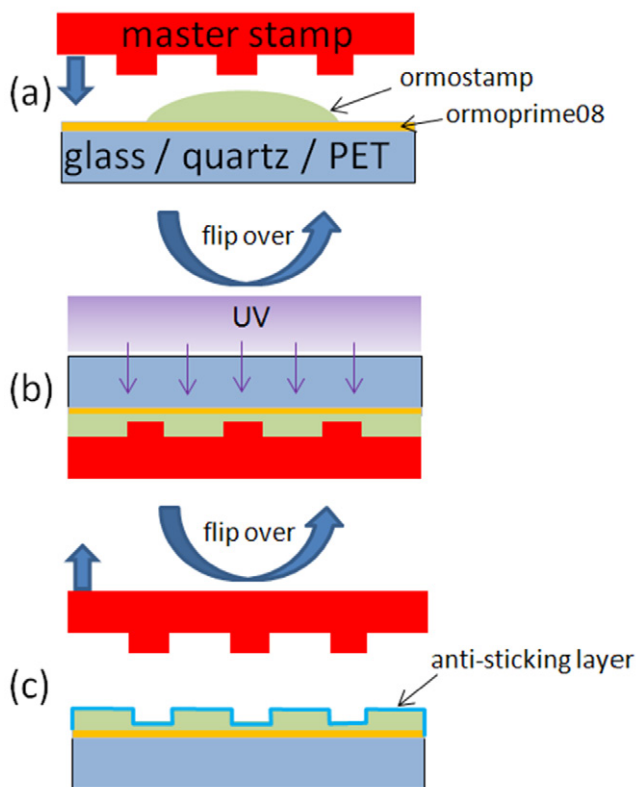 master stamp
(a)
ormostamp
ormoprime08
glass / quartz / PET
flip over
UV
(b)
flip over
anti-sticking layer
(c)